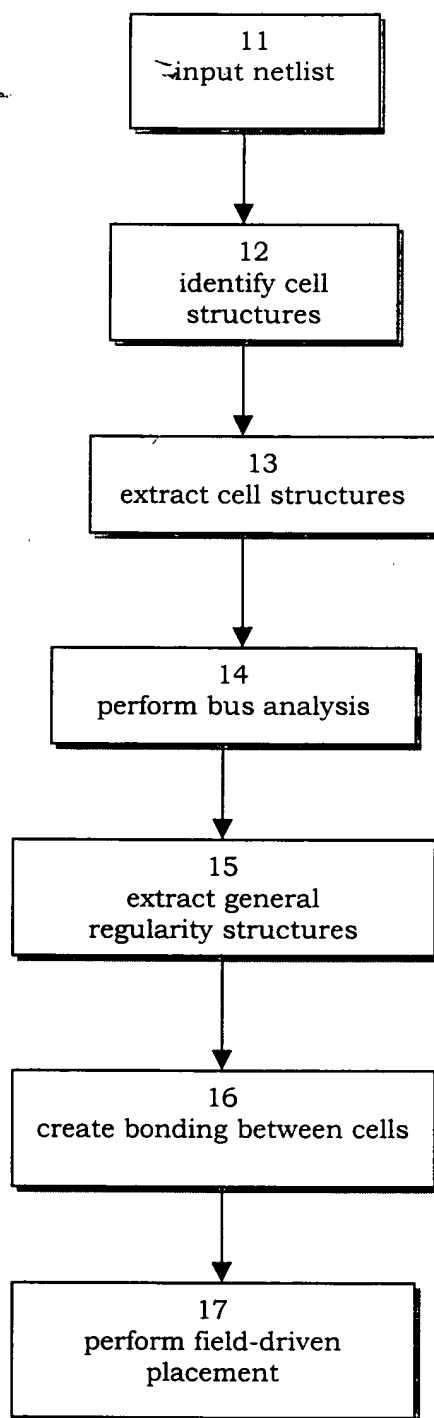 11
input netlist
12
identify cell
structures
13
extract cell structures
14
perform bus analysis
15
extract general
regularity structures
16
create bonding between cells
17
perform field-driven
placement